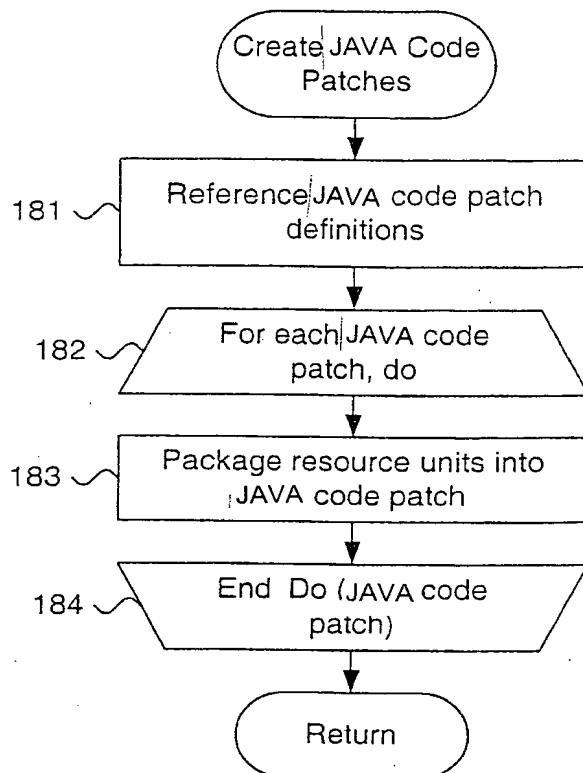 Create JAVA Code
Patches
181
Reference JAVA code patch
definitions
182
For each JAVA code
patch, do
183
Package resource units into
JAVA code patch
184
End Do (JAVA code
patch)
Return